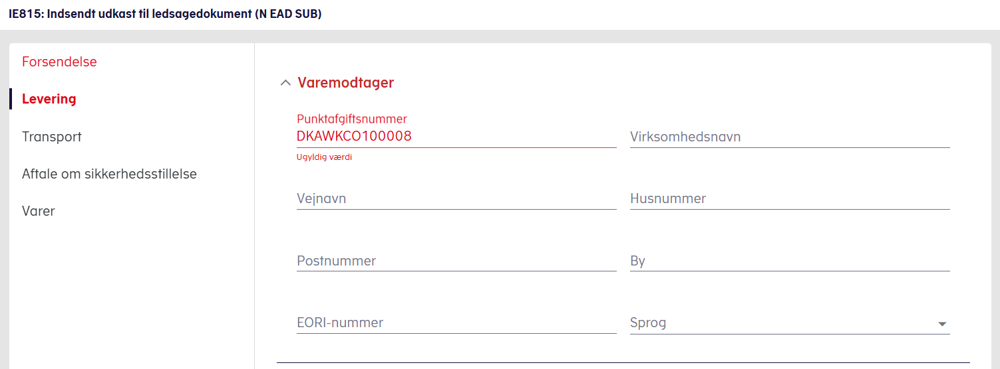 IE815: Indsendt udkast til ledsagedokument (N EAD SUB)
Forsendelse
Levering
Transport
Aftale om sikkerhedsstillelse
Varer
Varemodtager
Punktafgiftsnummer
DKAWKCO100008
Ugyldig værdi
Virksomhedsnavn
Vejnavn
Husnummer
Postnummer
By
EORI-nummer
Sprog